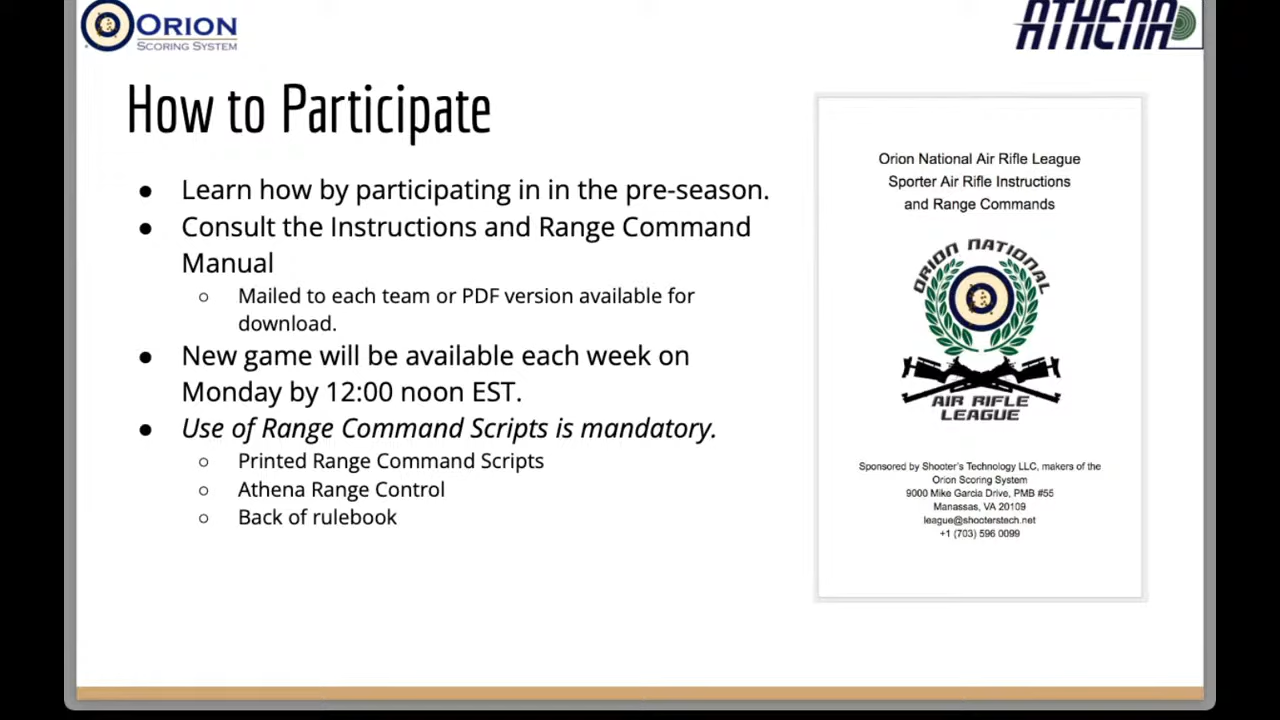 ORION
SCORING SYSTEM
ATHENA
How to Participate
● Learn how by participating in in the pre-season.
● Consult the Instructions and Range Command
Manual
○ Mailed to each team or PDF version available for
download.
● New game will be available each week on
Monday by 12:00 noon EST.
● Use of Range Command Scripts is mandatory.
○ Printed Range Command Scripts
○ Athena Range Control
○ Back of rulebook
Orion National Air Rifle League
Sporter Air Rifle Instructions
and Range Commands
ORION NATIONAL
AIR RIFLE
LEAGUE
Sponsored by Shooter's Technology LLC, makers of the
Orion Scoring System
9000 Mike Garcia Drive, PMB #55
Manassas, VA 20109
league@shooterstech.net
+1 (703) 596 0099